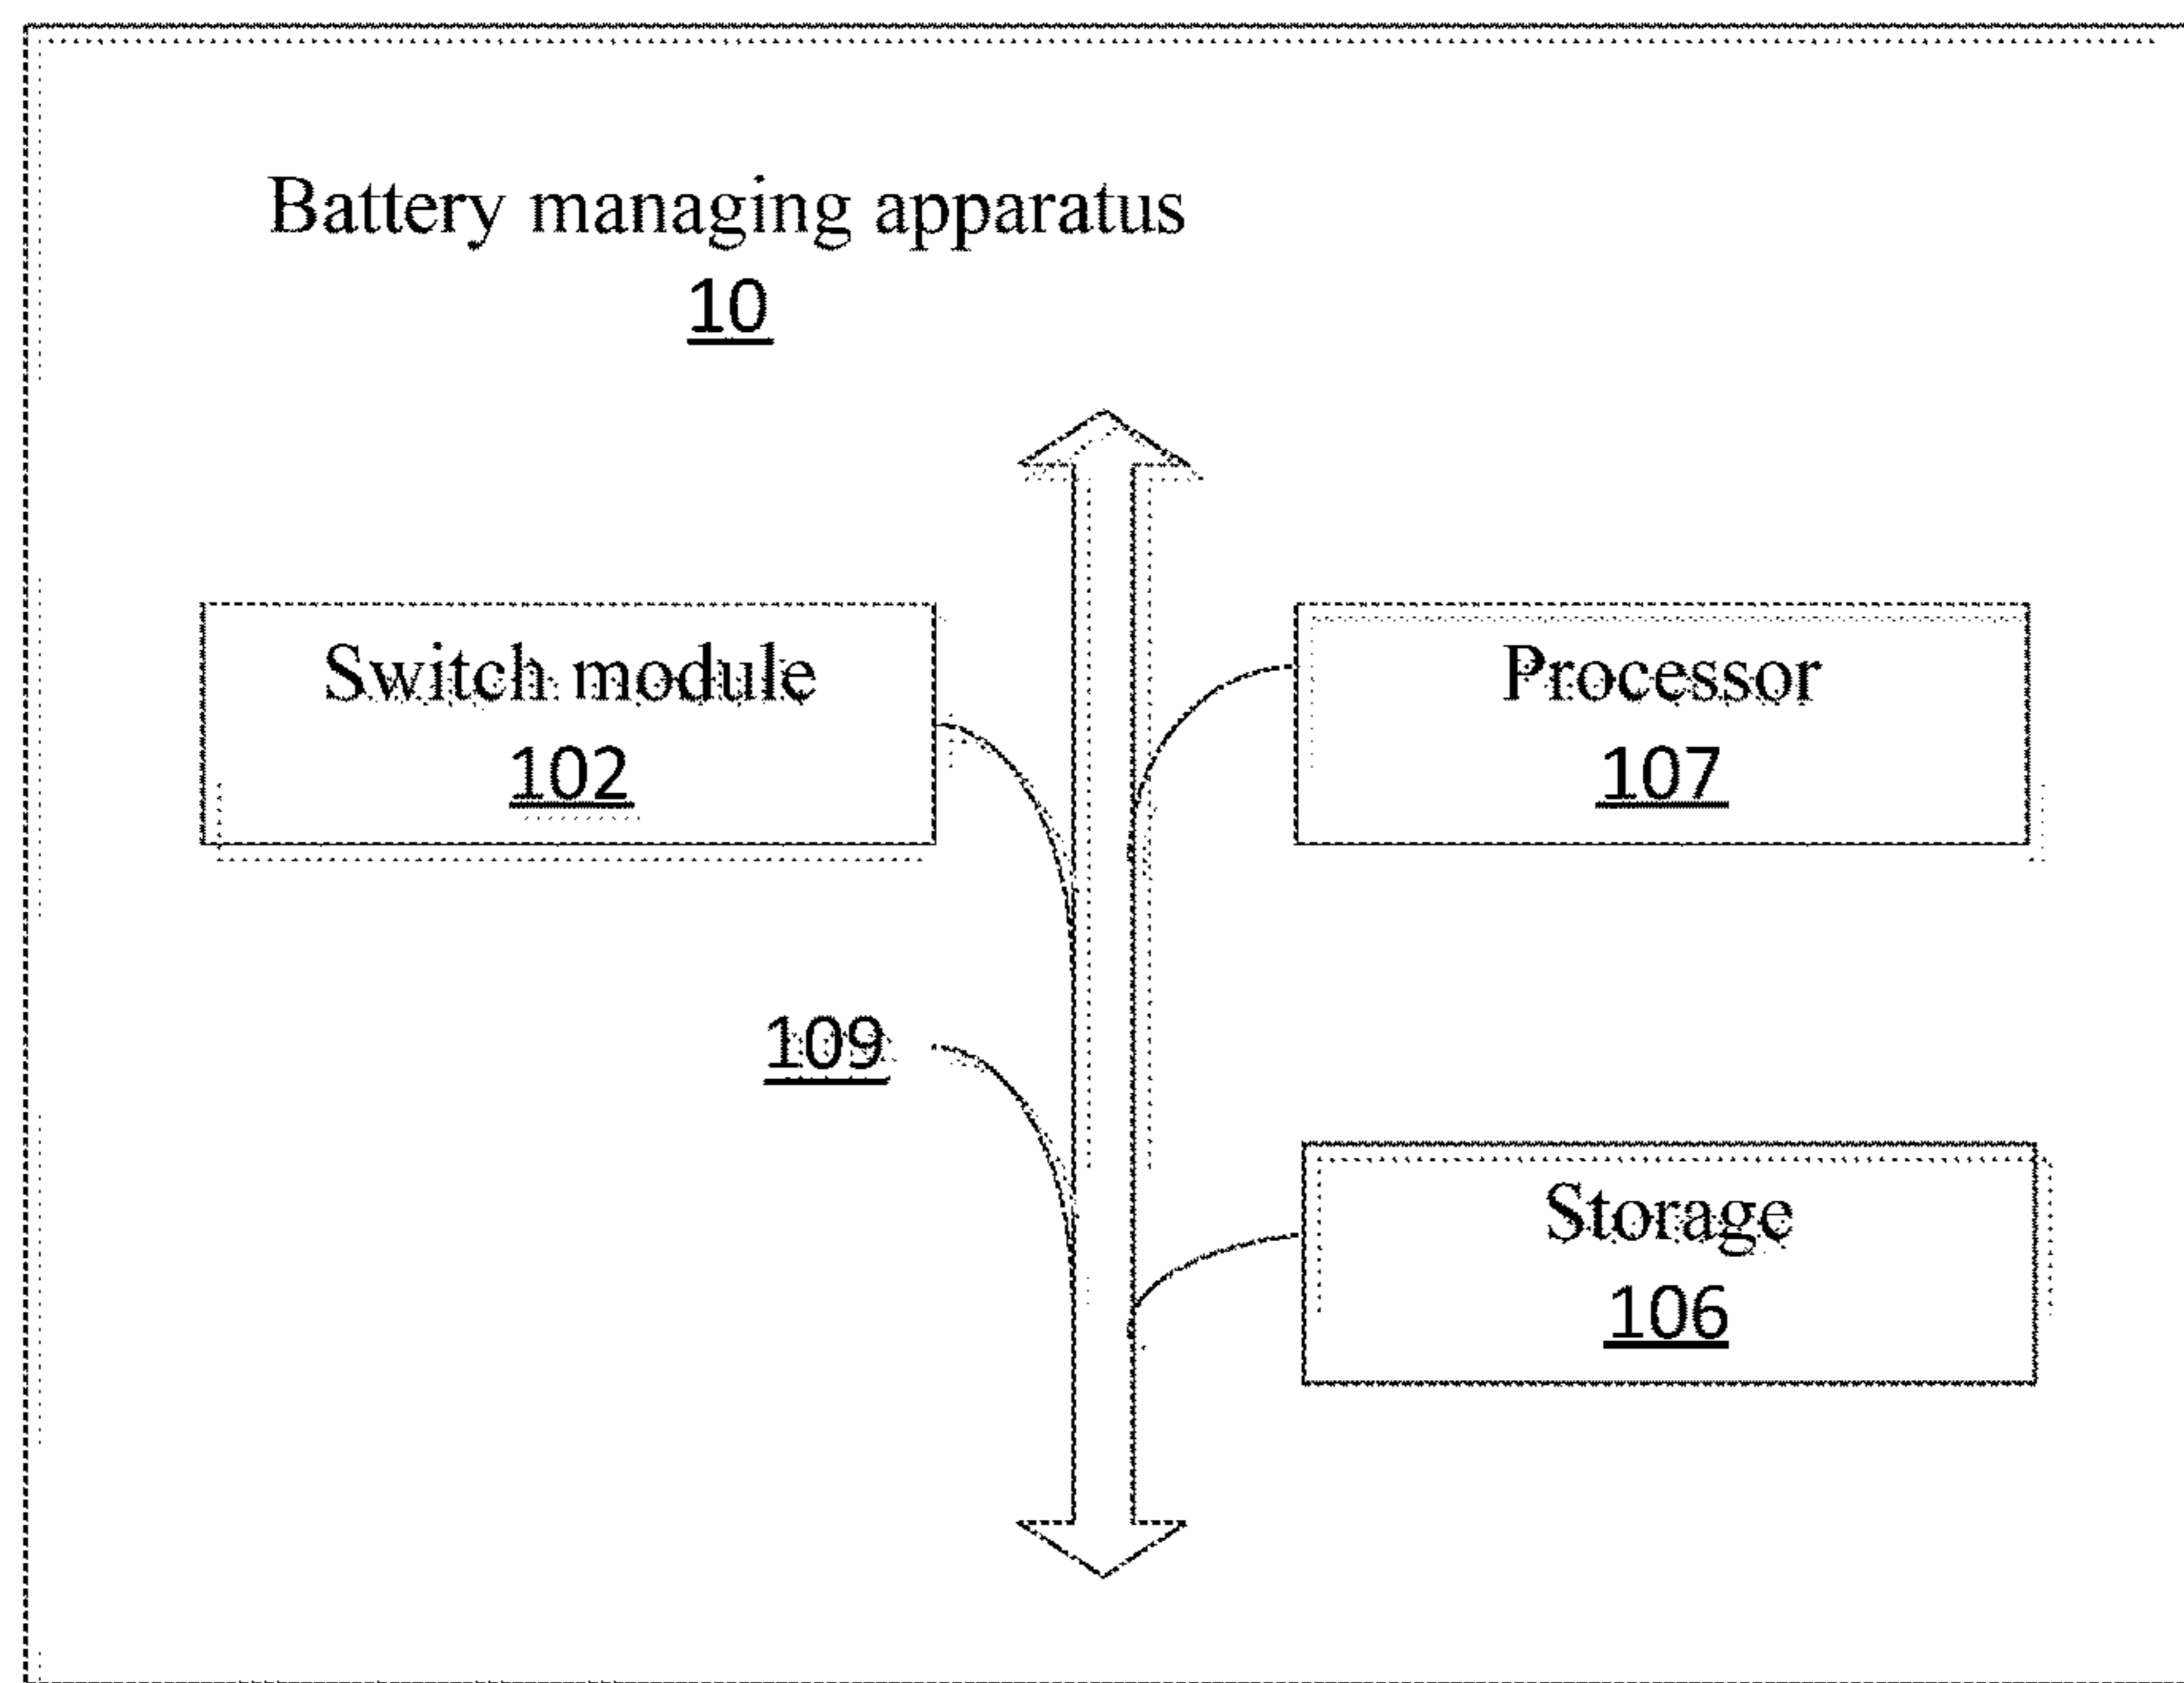 Battery managing apparatus
10
Switch module
102
Processor
107
109
Storage
106